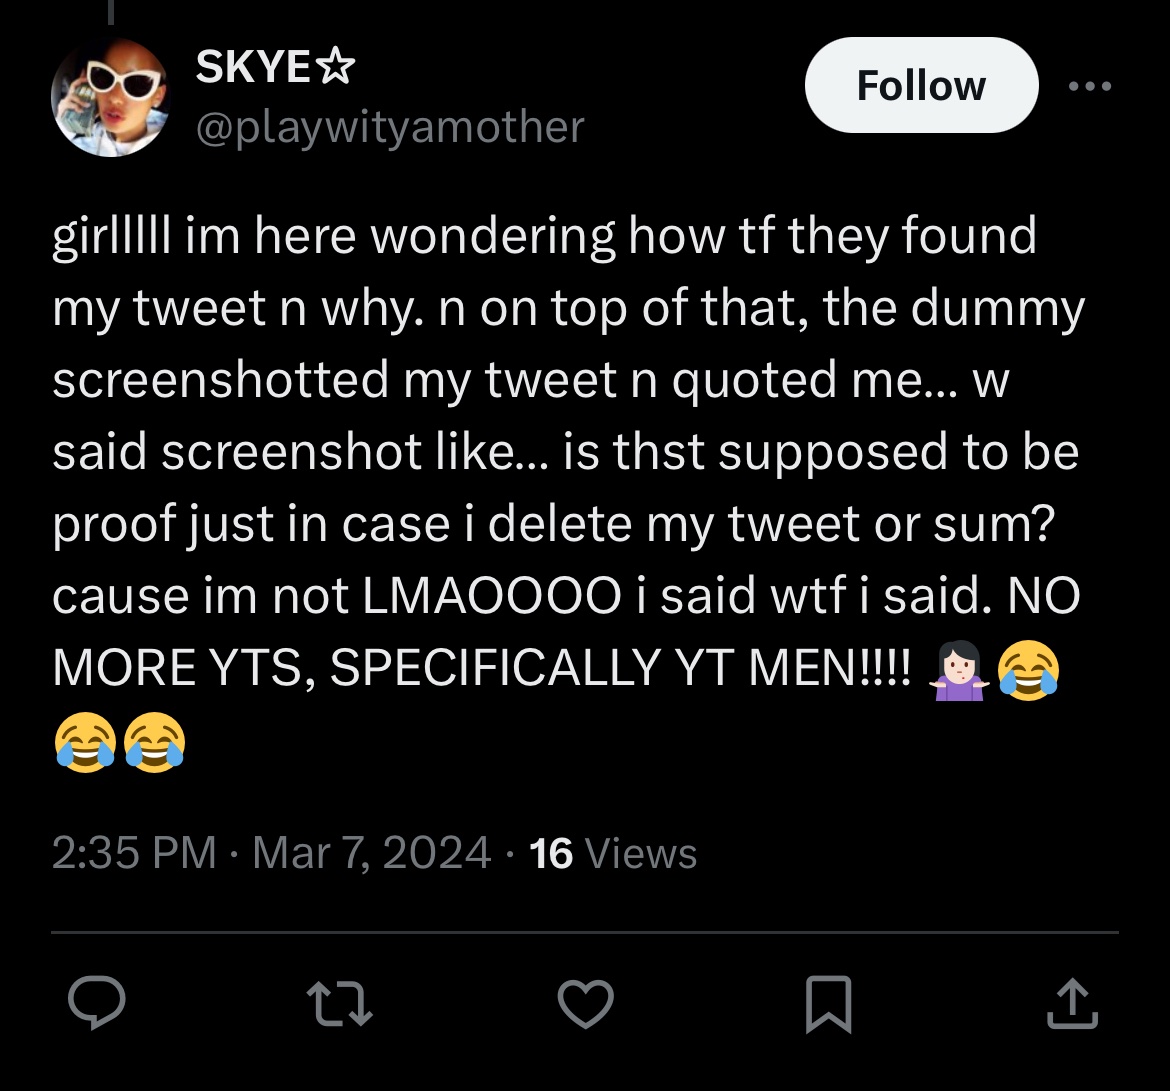 SKYE☆
@playwityamother
Follow
girlllll im here wondering how tf they found
my tweet n why. n on top of that, the dummy
screenshotted my tweet n quoted me... w
said screenshot like... is thst supposed to be
proof just in case i delete my tweet or sum?
cause im not LMAOOOO i said wtf i said. NO
MORE YTS, SPECIFICALLY YT MEN!!!! 🤷🏻‍♀️😂
😂😂
2:35 PM · Mar 7, 2024 · 16 Views